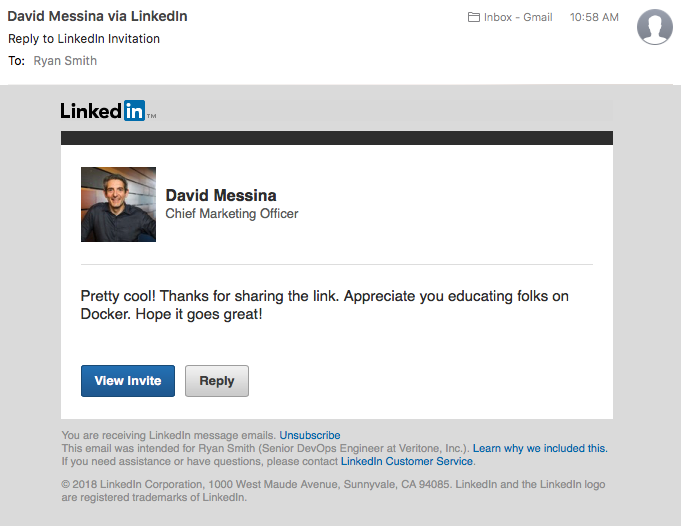 David Messina via LinkedIn
Inbox - Gmail 10:58 AM
Reply to LinkedIn Invitation
To: Ryan Smith
Linked in TM
David Messina
Chief Marketing Officer
Pretty cool! Thanks for sharing the link. Appreciate you educating folks on
Docker. Hope it goes great!
View Invite
Reply
You are receiving LinkedIn message emails. Unsubscribe
This email was intended for Ryan Smith (Senior DevOps Engineer at Veritone, Inc.). Learn why we included this.
If you need assistance or have questions, please contact LinkedIn Customer Service.
© 2018 LinkedIn Corporation, 1000 West Maude Avenue, Sunnyvale, CA 94085. LinkedIn and the LinkedIn logo
are registered trademarks of LinkedIn.